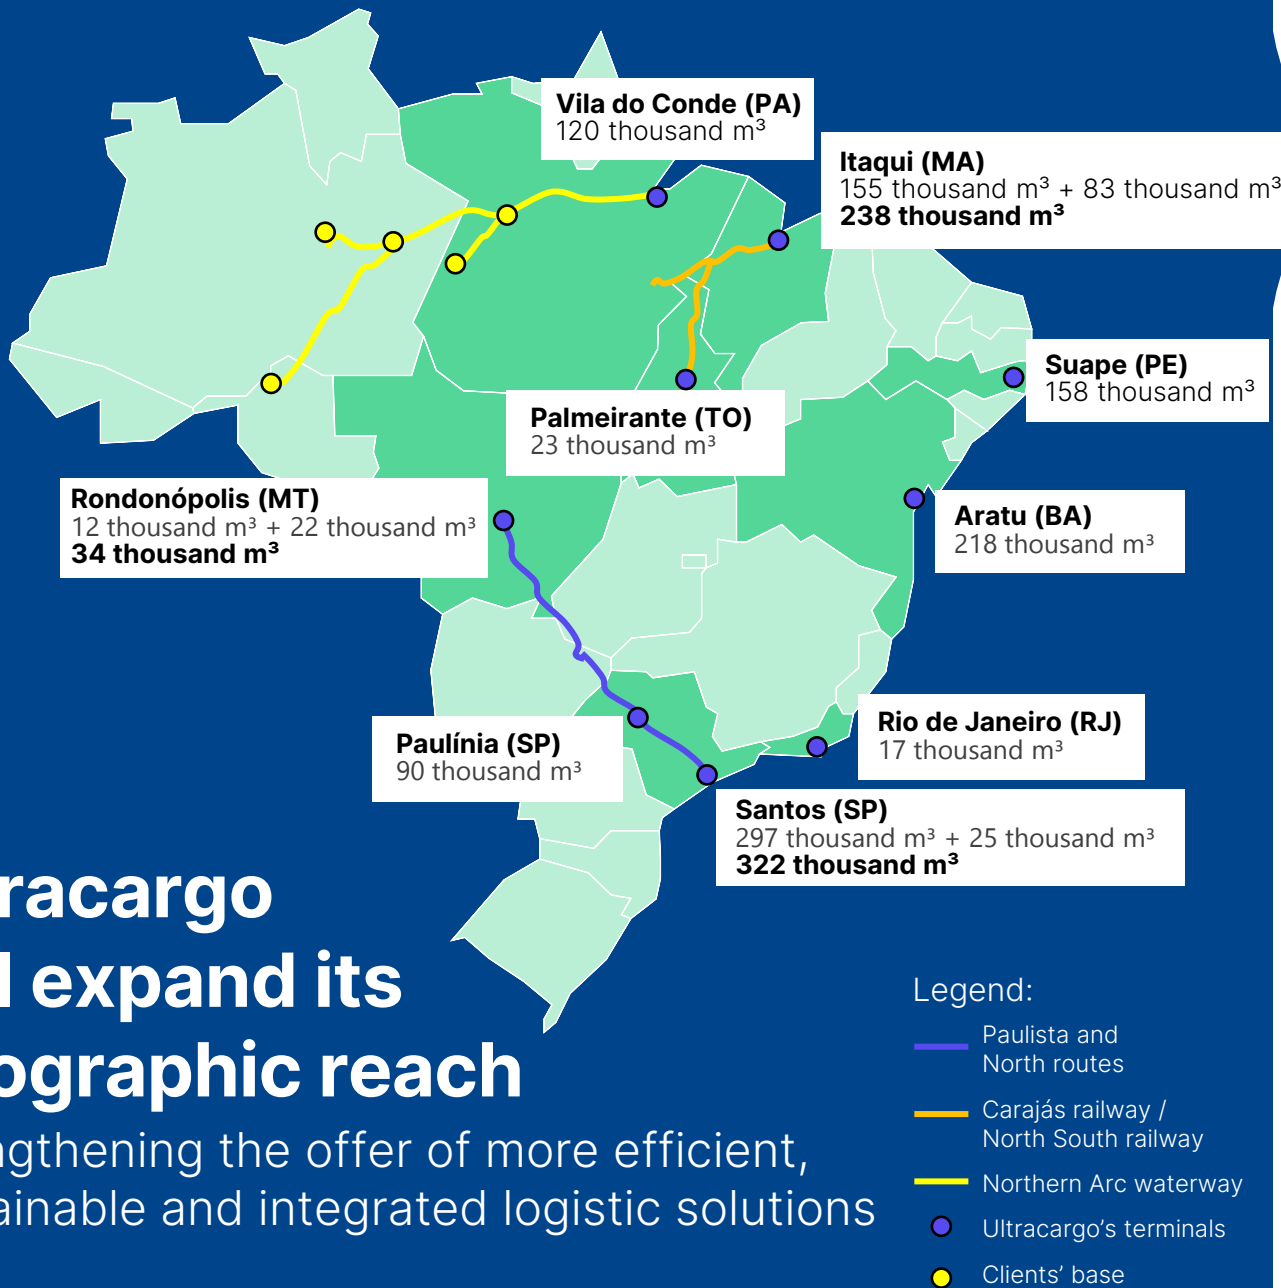 Vila do Conde (PA)
120 thousand m³
Itaqui (MA)
155 thousand m³ + 83 thousand m³
238 thousand m³
Suape (PE)
158 thousand m³
Palmeirante (TO)
23 thousand m³
Rondonópolis (MT)
12 thousand m³ + 22 thousand m³
34 thousand m³
Aratu (BA)
218 thousand m³
Rio de Janeiro (RJ)
17 thousand m³
Paulínia (SP)
90 thousand m³
Santos (SP)
297 thousand m³ + 25 thousand m³
322 thousand m³
racargo
l expand its
ographic reach
ngthening the offer of more efficient,
ainable and integrated logistic solutions
Legend:
Paulista and
North routes
Carajás railway /
North South railway
Northern Arc waterway
Ultracargo's terminals
Clients' base